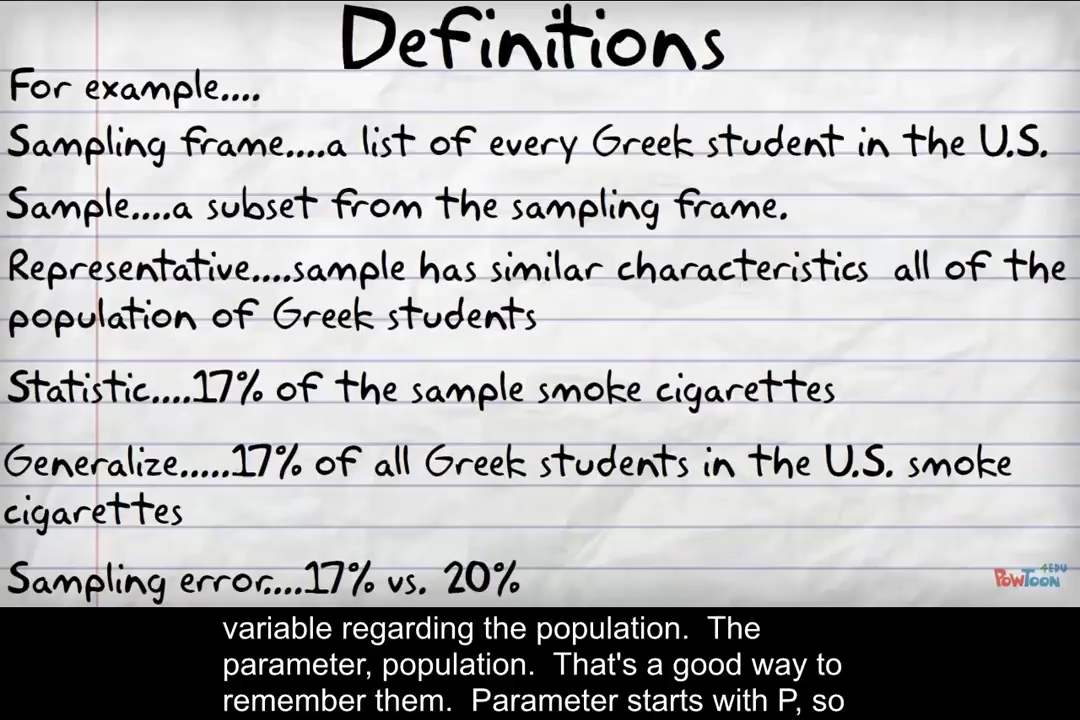 Definitions
For example....
Sampling frame....a list of every Greek student in the U.S.
Sample....a subset from the sampling frame.
Representative....sample has similar characteristics all of the
population of Greek students
Statistic....17% of the sample smoke cigarettes
Generalize.....17% of all Greek students in the U.S. smoke
cigarettes
Sampling error....17% vs. 20%
4EDU
POWTOON
variable regarding the population. The
parameter, population. That's a good way to
remember them. Parameter starts with P, so